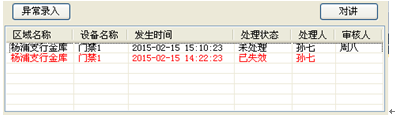 异常录入 对讲
区域名称 设备名称 发生时间 处理状态 处理人 审核人
杨浦支行金库 门禁1 2015-02-15 15:10:23 未处理 孙七 周八
杨浦支行金库 门禁1 2015-02-15 14:22:23 已失效 孙七